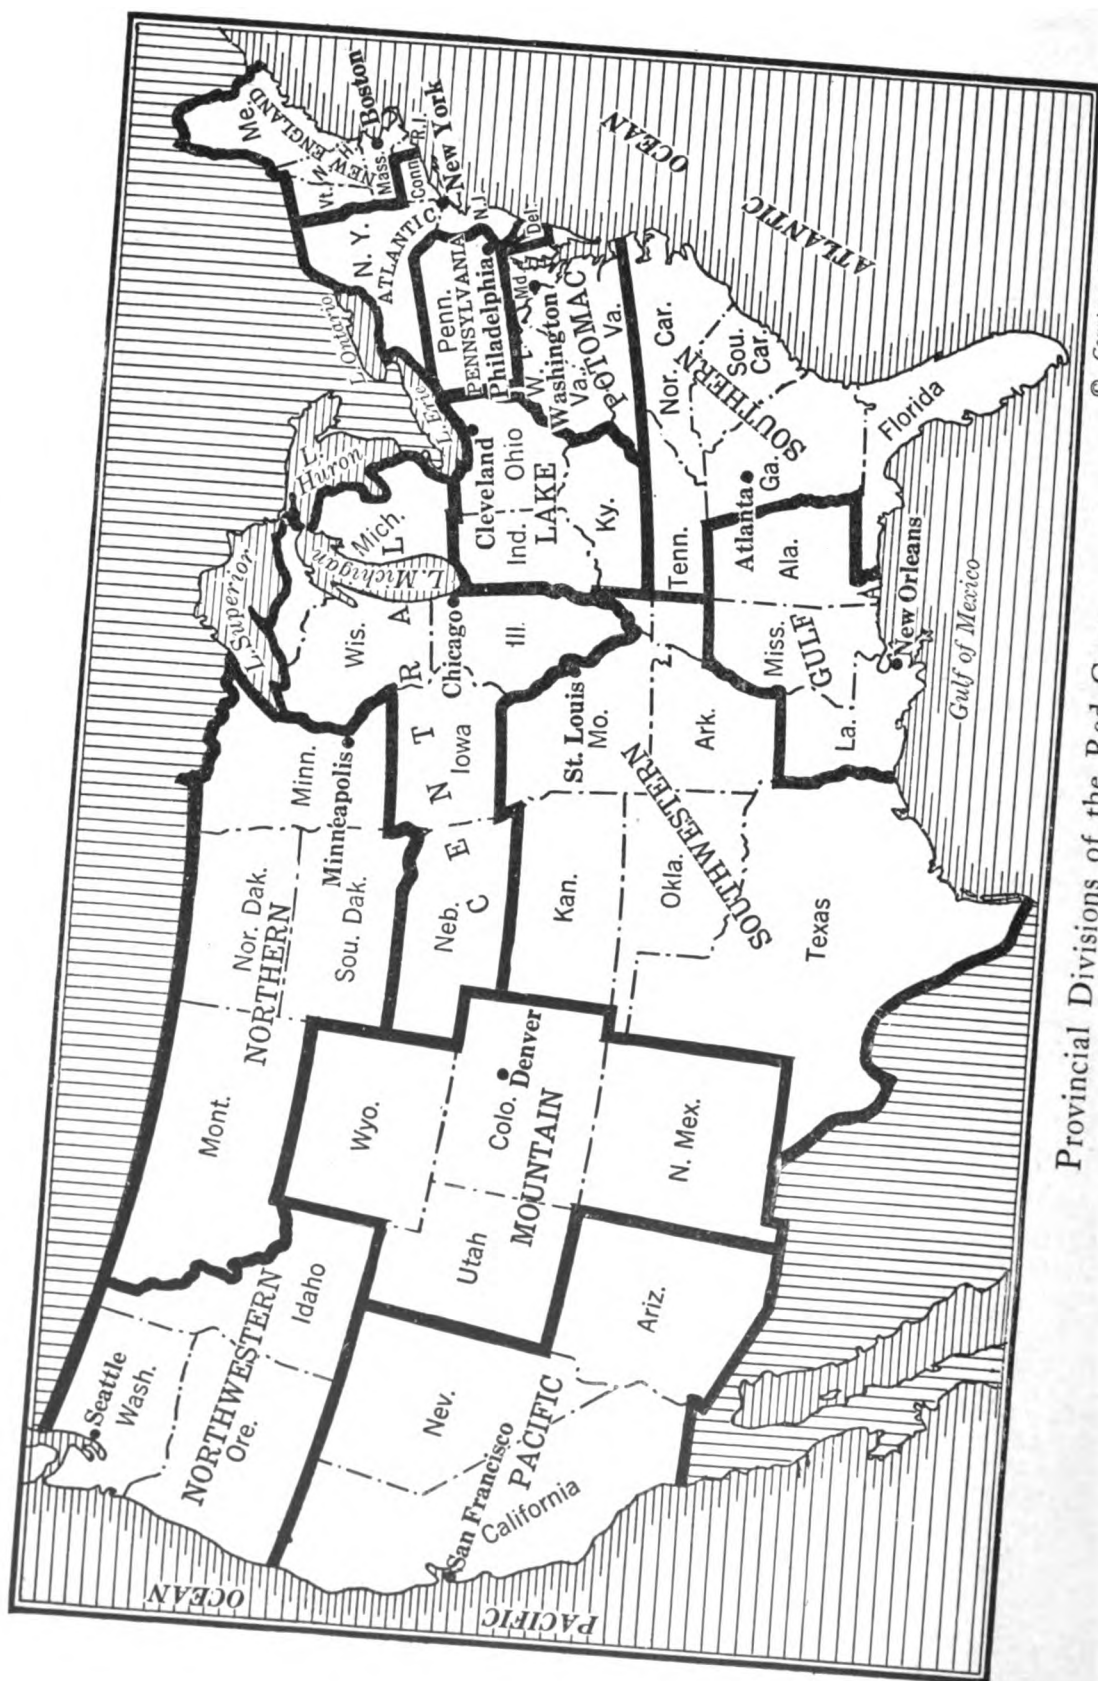 PACIFIC
OCEAN
Seattle
Wash.
NORTHWESTERN
Ore.
Idaho
San Francisco
PACIFIC
California
Nev.
Ariz.
Mont.
NORTHERN
Nor. Dak.
Sou. Dak.
Minn.
Minneapolis
Wyo.
Utah
Colo.
Denver
MOUNTAIN
N. Mex.
CENTRAL
Neb.
Iowa
Wis.
Mich.
Ill.
Chicago
L. Superior
L. Michigan
L. Huron
L. Erie
L. Ontario
Kan.
Okla.
Texas
SOUTHWESTERN
St. Louis
Mo.
Ark.
La.
Miss.
Ala.
GULF
New Orleans
Gulf of Mexico
Cleveland
Ind.
Ohio
LAKE
Ky.
Tenn.
Nor. Car.
Sou. Car.
SOUTHERN
Atlanta
Ga.
Florida
W. Va.
Washington
Md.
Va.
POTOMAC
Del.
Penn.
PENNSYLVANIA
Philadelphia
N. Y.
ATLANTIC
N.J.
New York
Conn.
R.I.
Mass.
Boston
Vt.
N. H.
Me.
NEW ENGLAND
ATLANTIC
OCEAN
Provincial Divisions of the Red